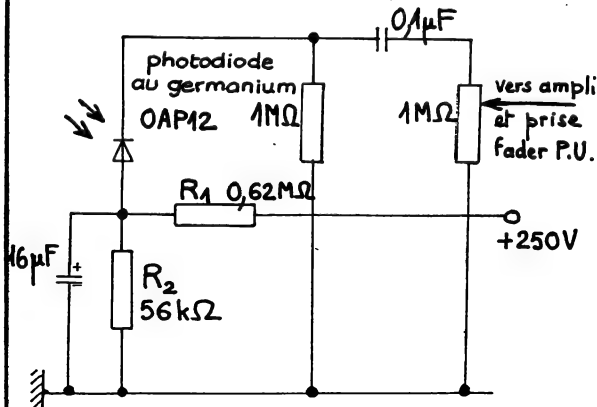 0,1µF
photodiode
au germanium
OAP12
1MΩ
1MΩ
vers ampli
et prise
fader P.U.
R1 0,62MΩ
+250V
16µF
+
R2
56kΩ